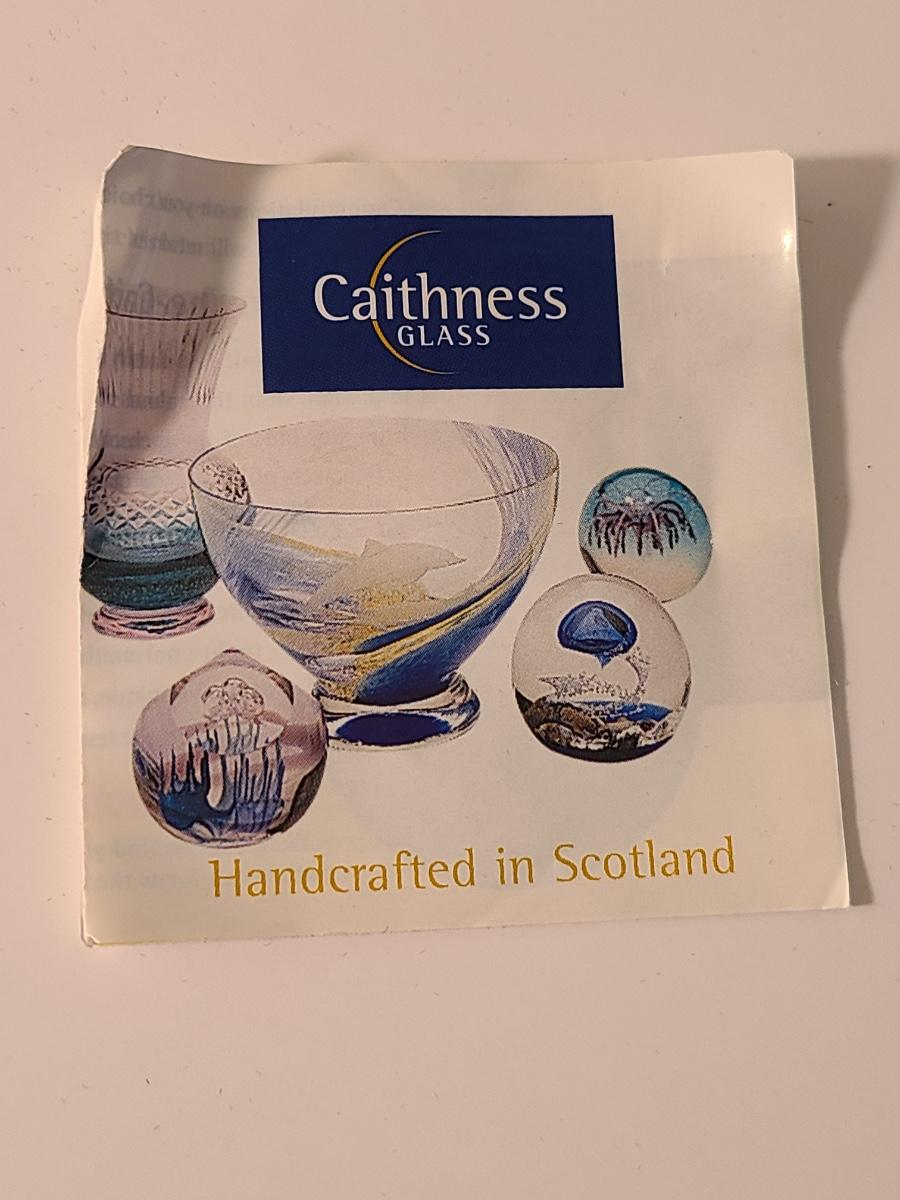 Caithness
GLASS
Handcrafted in Scotland